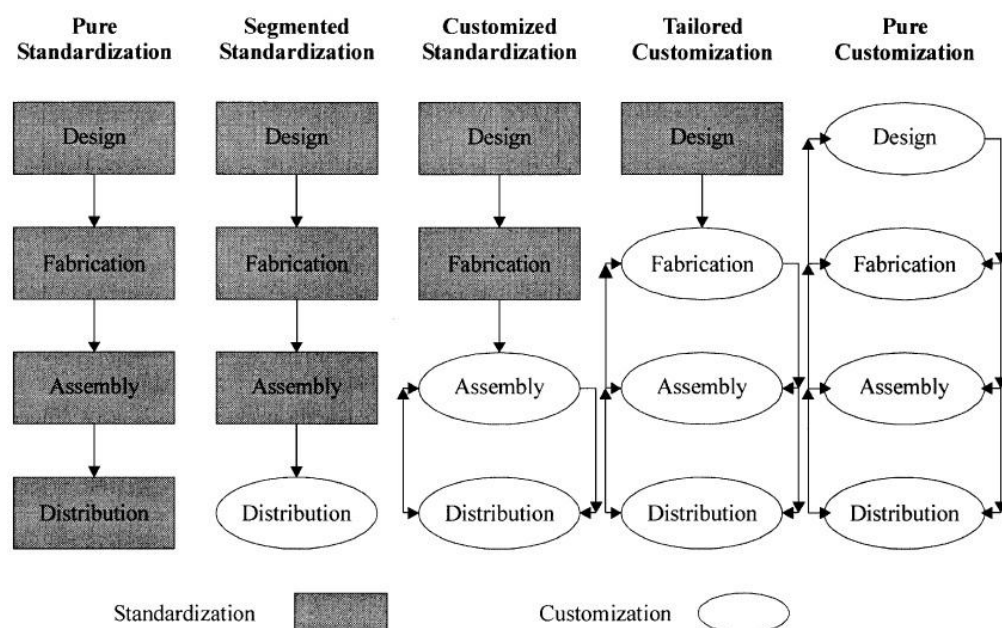 Pure
Standardization
Segmented
Standardization
Customized
Standardization
Tailored
Customization
Pure
Customization
Design
Design
Design
Design
Design
Fabrication
Fabrication
Fabrication
Fabrication
Fabrication
Assembly
Assembly
Assembly
Assembly
Assembly
Distribution
Distribution
Distribution
Distribution
Distribution
Standardization
Customization